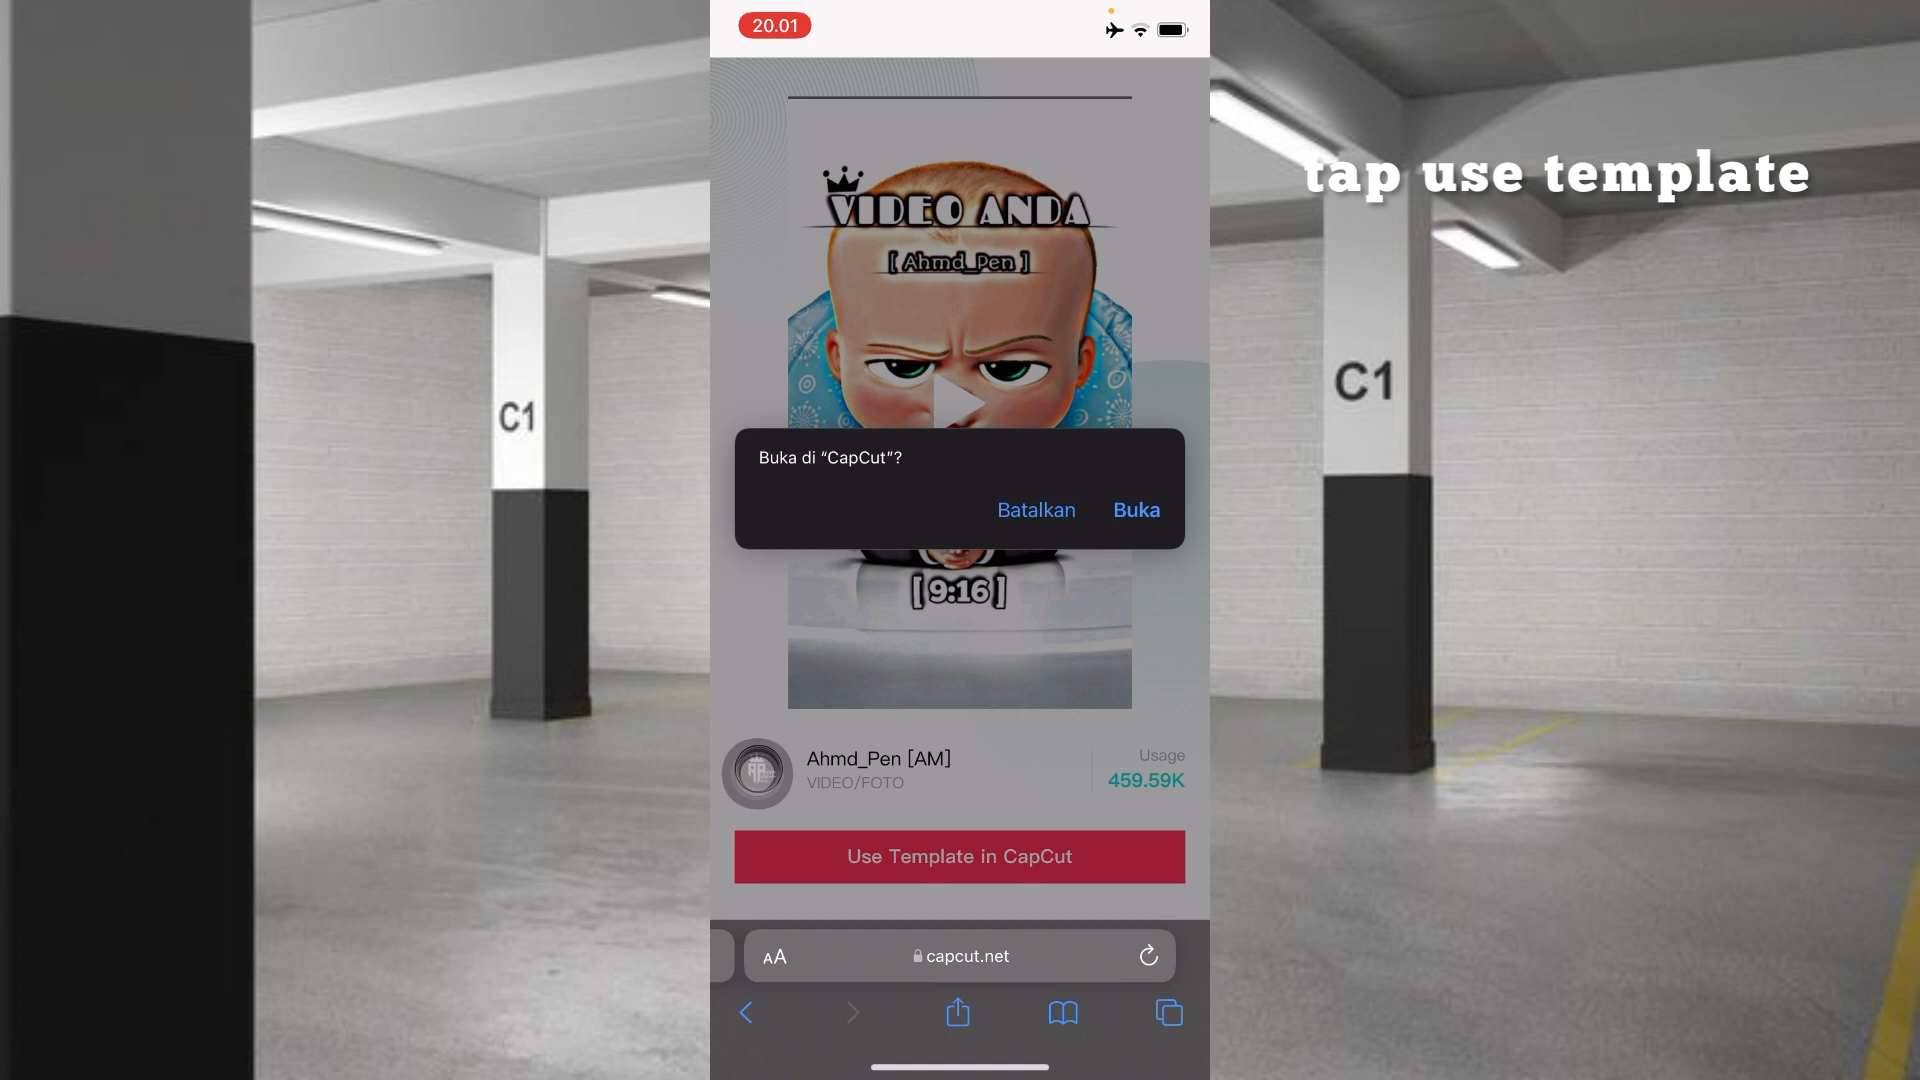 20.01
tap use template
VIDEO ANDA
[ Ahmd_Pen ]
C1
C1
Buka di “CapCut”?
Batalkan
Buka
[ 9:16 ]
Ahmd_Pen [AM]
VIDEO/FOTO
Usage
459.59K
Use Template in CapCut
AA
capcut.net